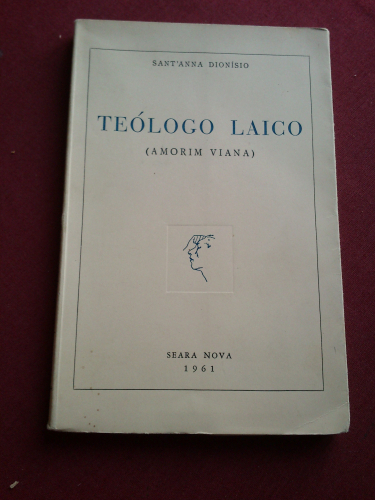 SANT'ANNA DIONÍSIO
TEÓLOGO LAICO
(AMORIM VIANA)
SEARA NOVA
1961